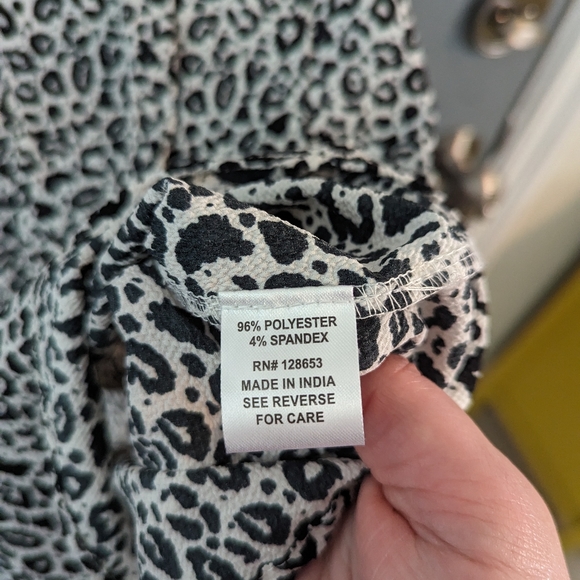 96% POLYESTER
4% SPANDEX
RN# 128653
MADE IN INDIA
SEE REVERSE
FOR CARE